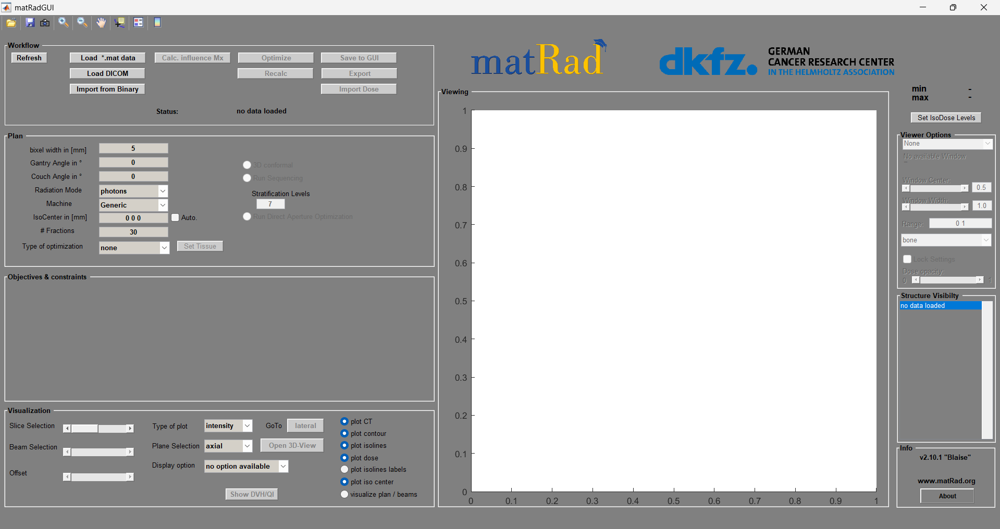 matRadGUI
Workflow
Refresh
Load *.mat data
Calc. influence Mx
Optimize
Save to GUI
Load DICOM
Recalc
Export
Import from Binary
Import Dose
Status:
no data loaded
Plan
bixel width in [mm]
5
Gantry Angle in °
0
Couch Angle in °
0
Radiation Mode
photons
Machine
Generic
IsoCenter in [mm]
0 0 0
Auto.
# Fractions
30
Type of optimization
none
Set Tissue
3D conformal
Run Sequencing
Stratification Levels
7
Run Direct Aperture Optimization
Objectives & constraints
Visualization
Slice Selection
Beam Selection
Offset
Type of plot
intensity
GoTo
lateral
Plane Selection
axial
Open 3D-View
Display option
no option available
Show DVH/QI
plot CT
plot contour
plot isolines
plot dose
plot isolines labels
plot iso center
visualize plan / beams
matRad
dkfz.
GERMAN
CANCER RESEARCH CENTER
IN THE HELMHOLTZ ASSOCIATION
Viewing
1
0.9
0.8
0.7
0.6
0.5
0.4
0.3
0.2
0.1
0
0 0.1 0.2 0.3 0.4 0.5 0.6 0.7 0.8 0.9 1
min -
max -
Set IsoDose Levels
Viewer Options
None
No available Window
Window Center:
0.5
Window Width:
1.0
Range:
0 1
bone
Lock Settings
Dose opacity:
0 1
Structure Visibilty
no data loaded
Info
v2.10.1 "Blaise"
www.matRad.org
About